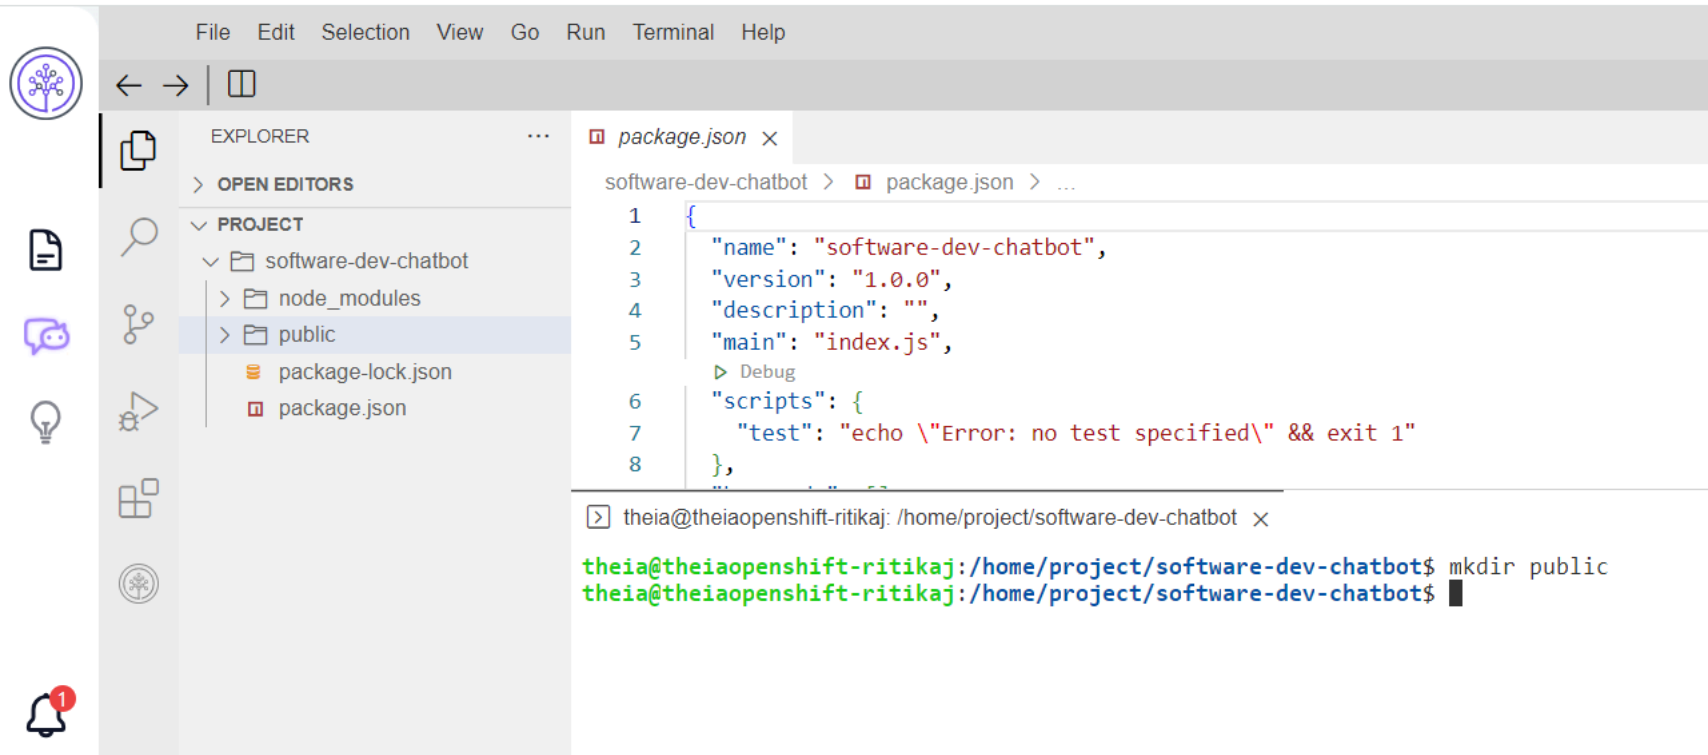 File Edit Selection View Go Run Terminal Help
EXPLORER ...
OPEN EDITORS
PROJECT
software-dev-chatbot
node_modules
public
package-lock.json
package.json
package.json
software-dev-chatbot > package.json > ...
1 {
2 "name": "software-dev-chatbot",
3 "version": "1.0.0",
4 "description": "",
5 "main": "index.js",
Debug
6 "scripts": {
7 "test": "echo \"Error: no test specified\" && exit 1"
8 },
theia@theiaopenshift-ritikaj: /home/project/software-dev-chatbot
theia@theiaopenshift-ritikaj:/home/project/software-dev-chatbot$ mkdir public
theia@theiaopenshift-ritikaj:/home/project/software-dev-chatbot$
1